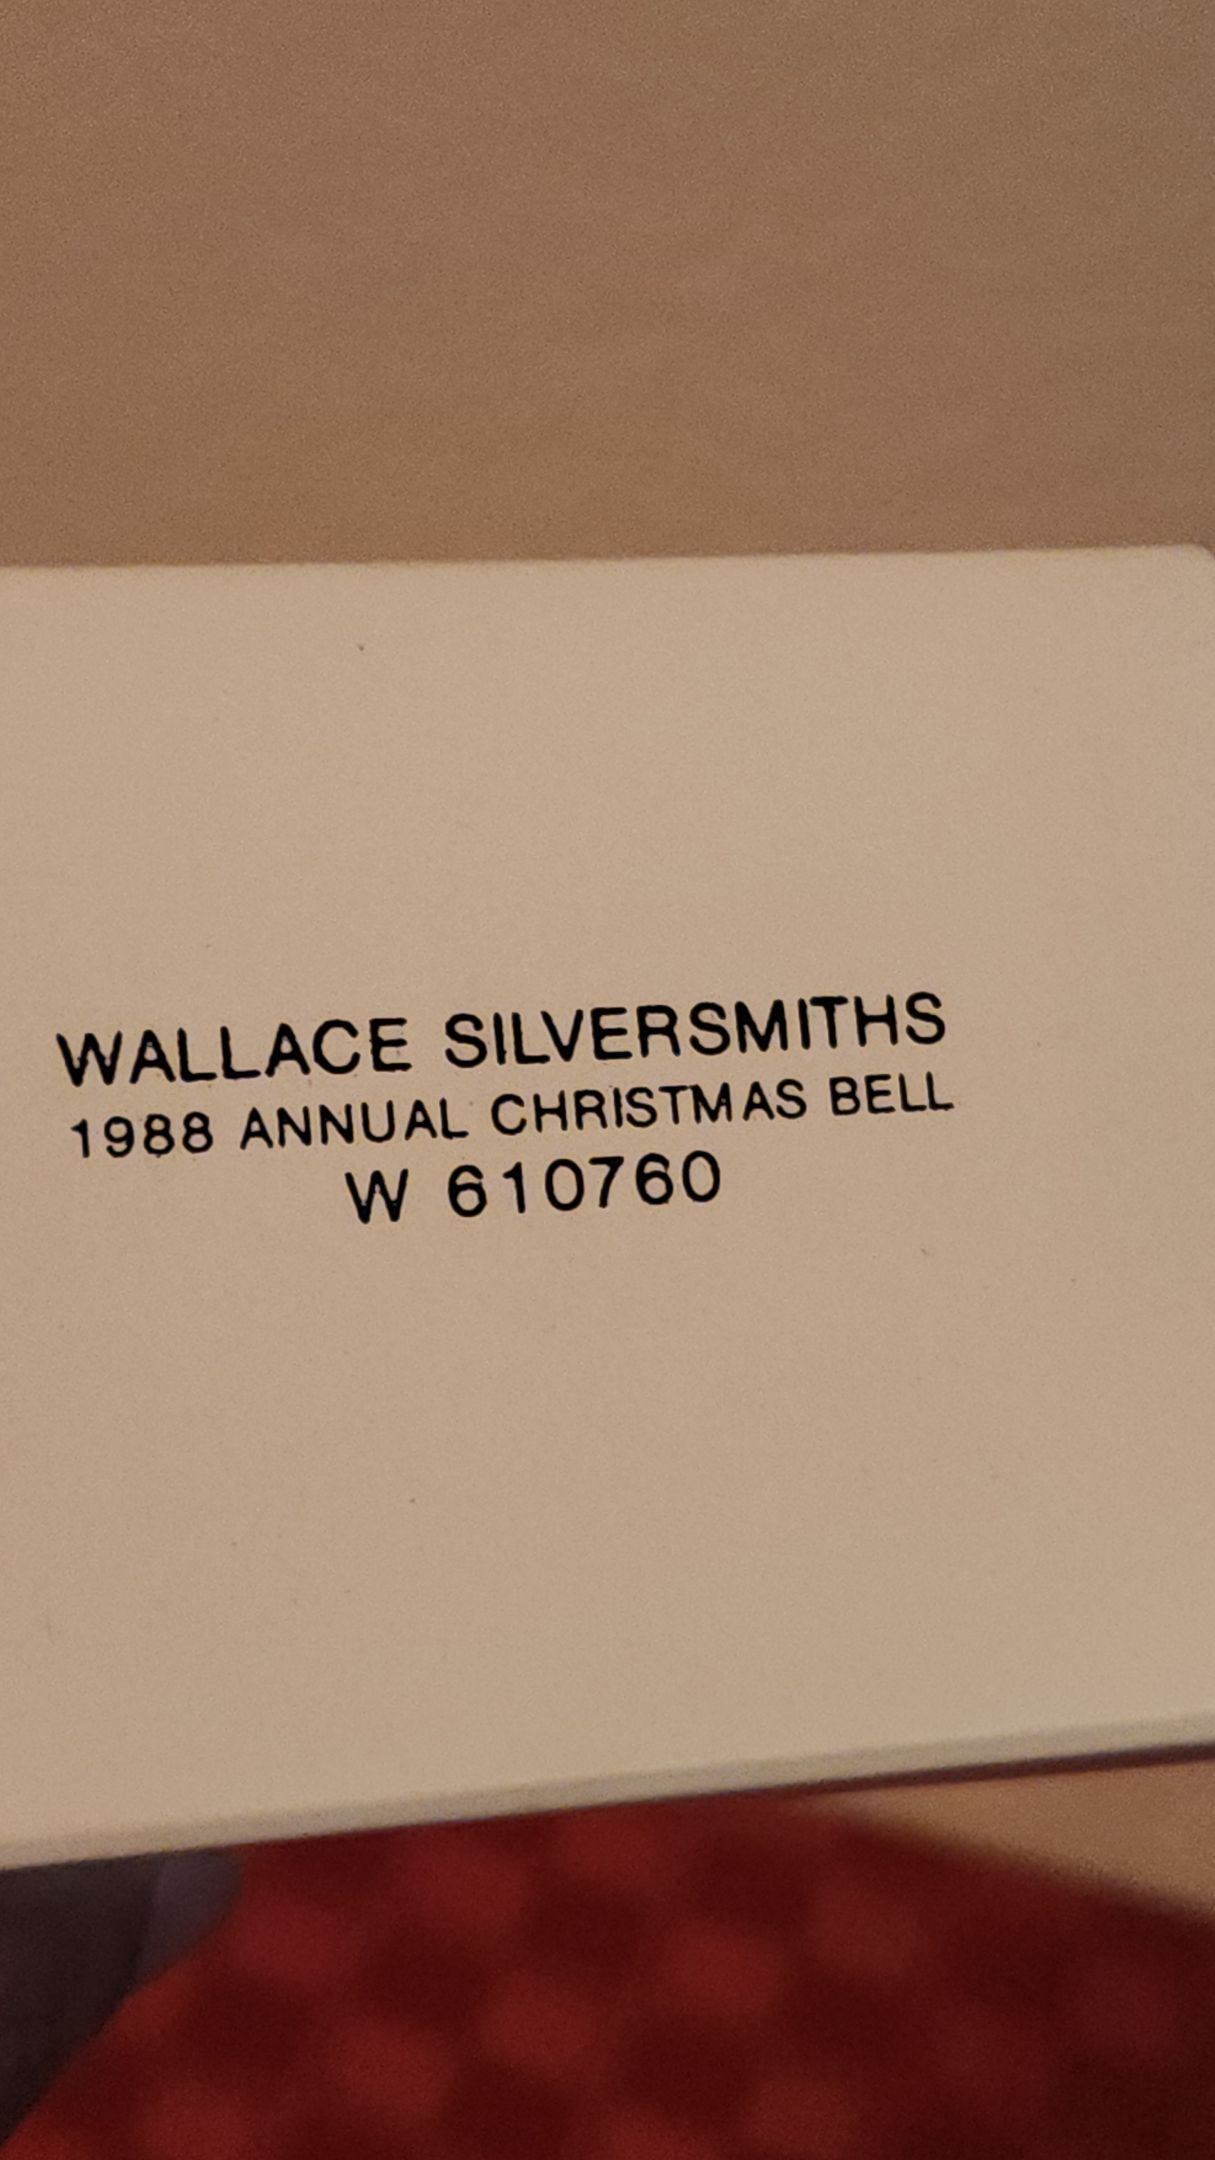 WALLACE SILVERSMITHS
1988 ANNUAL CHRISTMAS BELL
W 610760